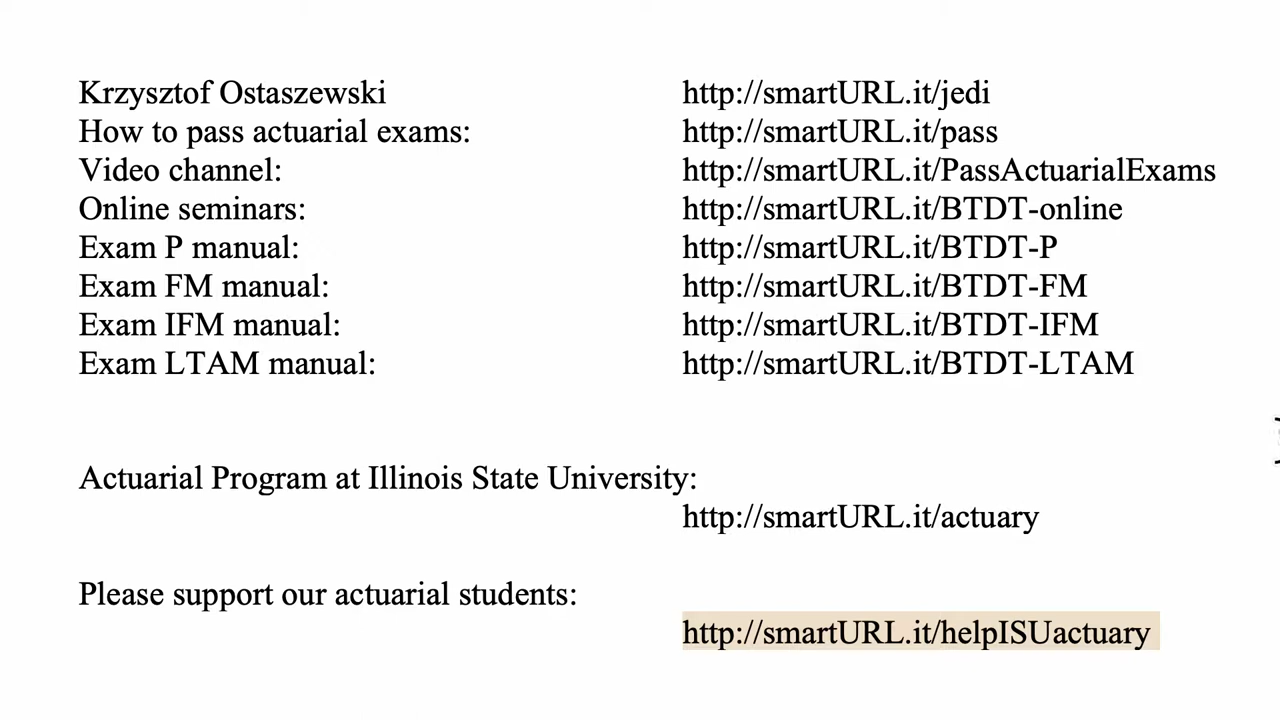 Krzysztof Ostaszewski http://smartURL.it/jedi
How to pass actuarial exams: http://smartURL.it/pass
Video channel: http://smartURL.it/PassActuarialExams
Online seminars: http://smartURL.it/BTDT-online
Exam P manual: http://smartURL.it/BTDT-P
Exam FM manual: http://smartURL.it/BTDT-FM
Exam IFM manual: http://smartURL.it/BTDT-IFM
Exam LTAM manual: http://smartURL.it/BTDT-LTAM
Actuarial Program at Illinois State University:
http://smartURL.it/actuary
Please support our actuarial students:
http://smartURL.it/helpISUactuary